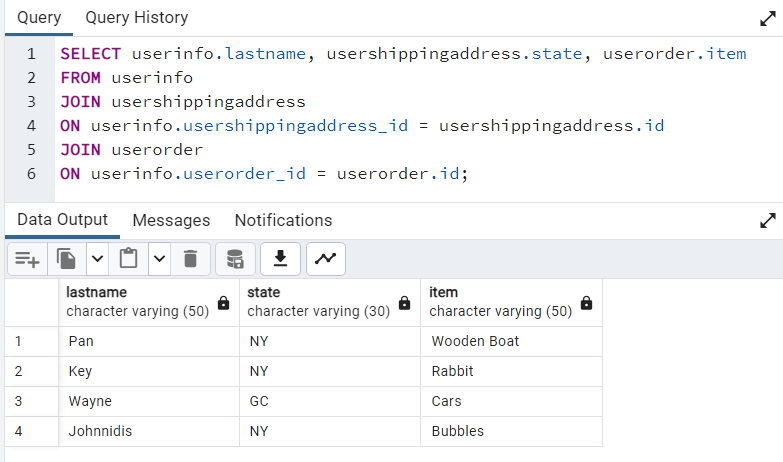 Query Query History
1 SELECT userinfo.lastname, usershippingaddress.state, userorder.item
2 FROM userinfo
3 JOIN usershippingaddress
4 ON userinfo.usershippingaddress_id = usershippingaddress.id
5 JOIN userorder
6 ON userinfo.userorder_id = userorder.id;
Data Output Messages Notifications
lastname state item
character varying (50) character varying (30) character varying (50)
1 Pan NY Wooden Boat
2 Key NY Rabbit
3 Wayne GC Cars
4 Johnnidis NY Bubbles